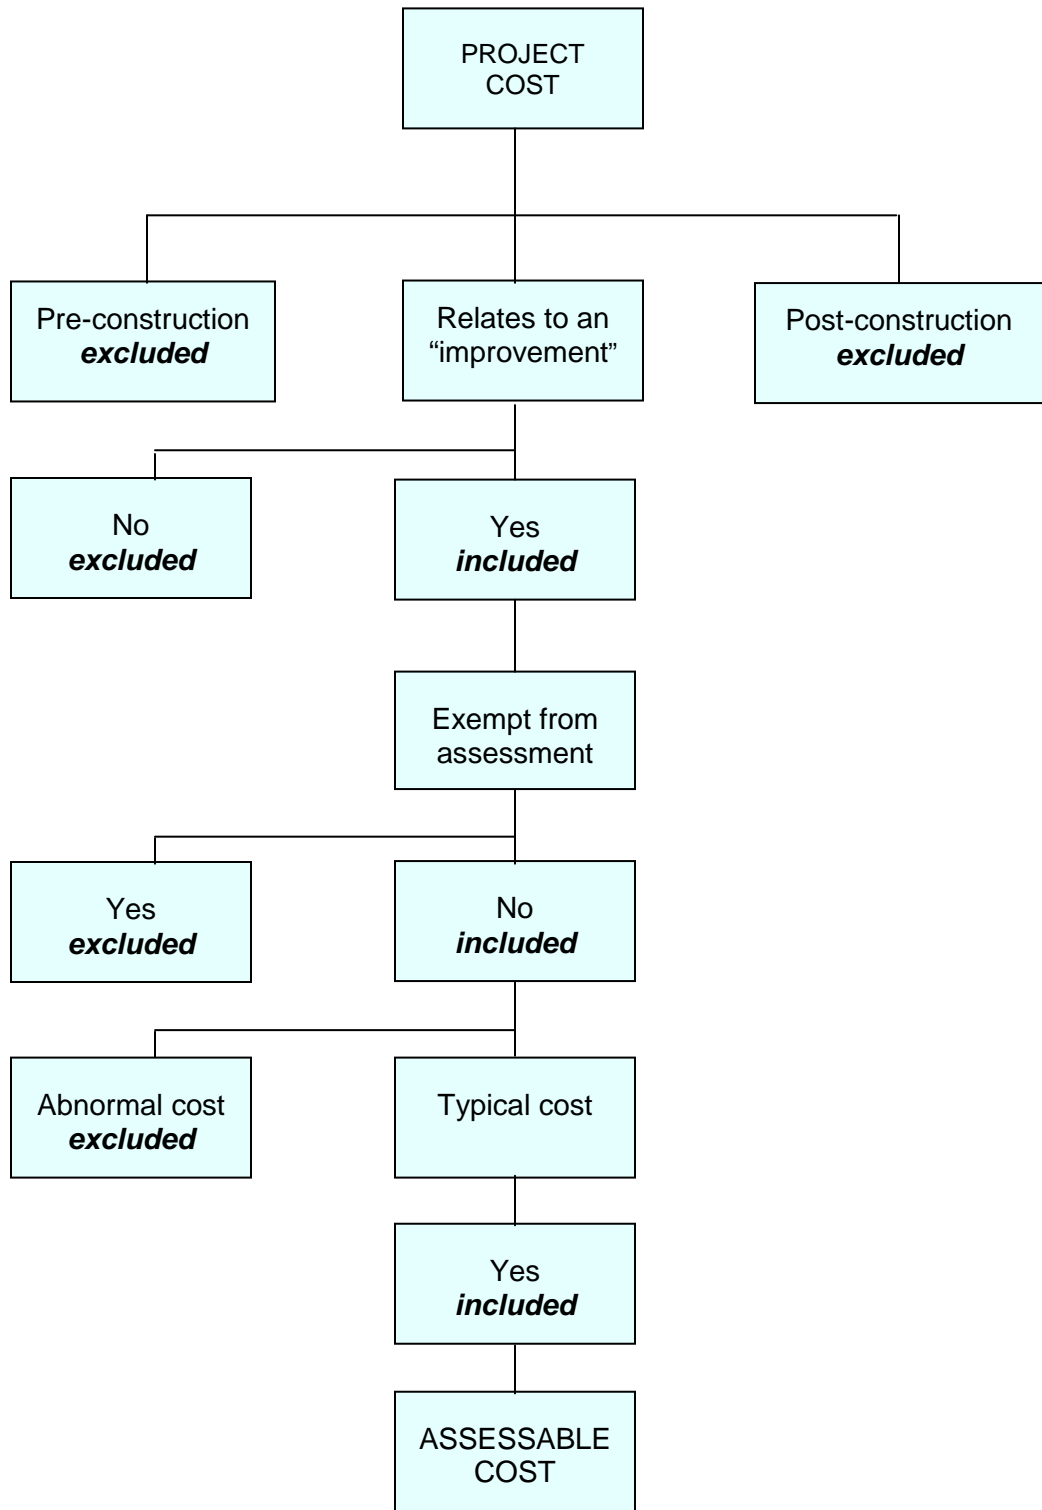 PROJECT
COST
Pre-construction
excluded
Relates to an
“improvement”
Post-construction
excluded
No
excluded
Yes
included
Exempt from
assessment
Yes
excluded
No
included
Abnormal cost
excluded
Typical cost
Yes
included
ASSESSABLE
COST